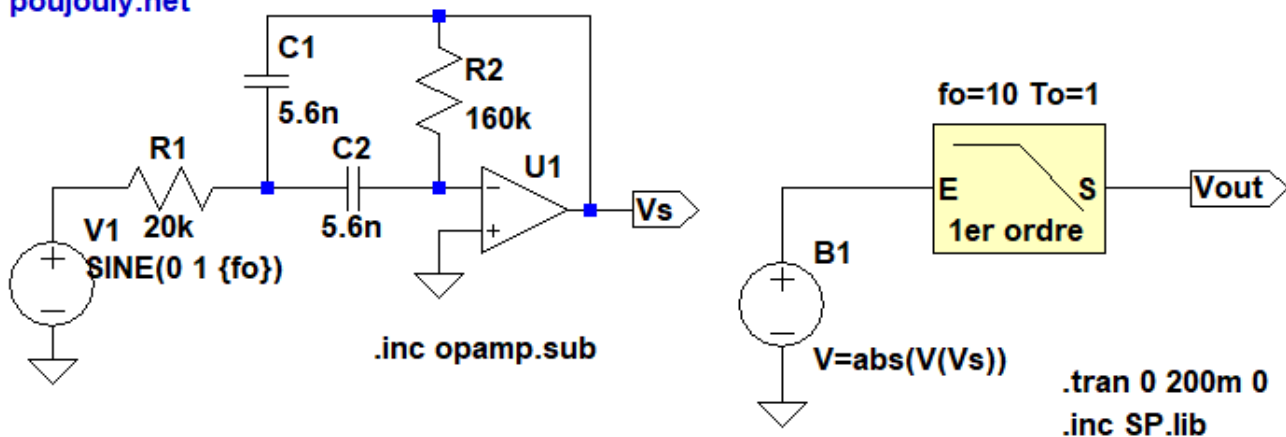 poujouly.net
C1
5.6n
R2
160k
R1
20k
C2
5.6n
U1
Vs
V1
SINE(0 1 {fo})
.inc opamp.sub
fo=10 To=1
E
S
1er ordre
Vout
B1
V=abs(V(Vs))
.tran 0 200m 0
.inc SP.lib